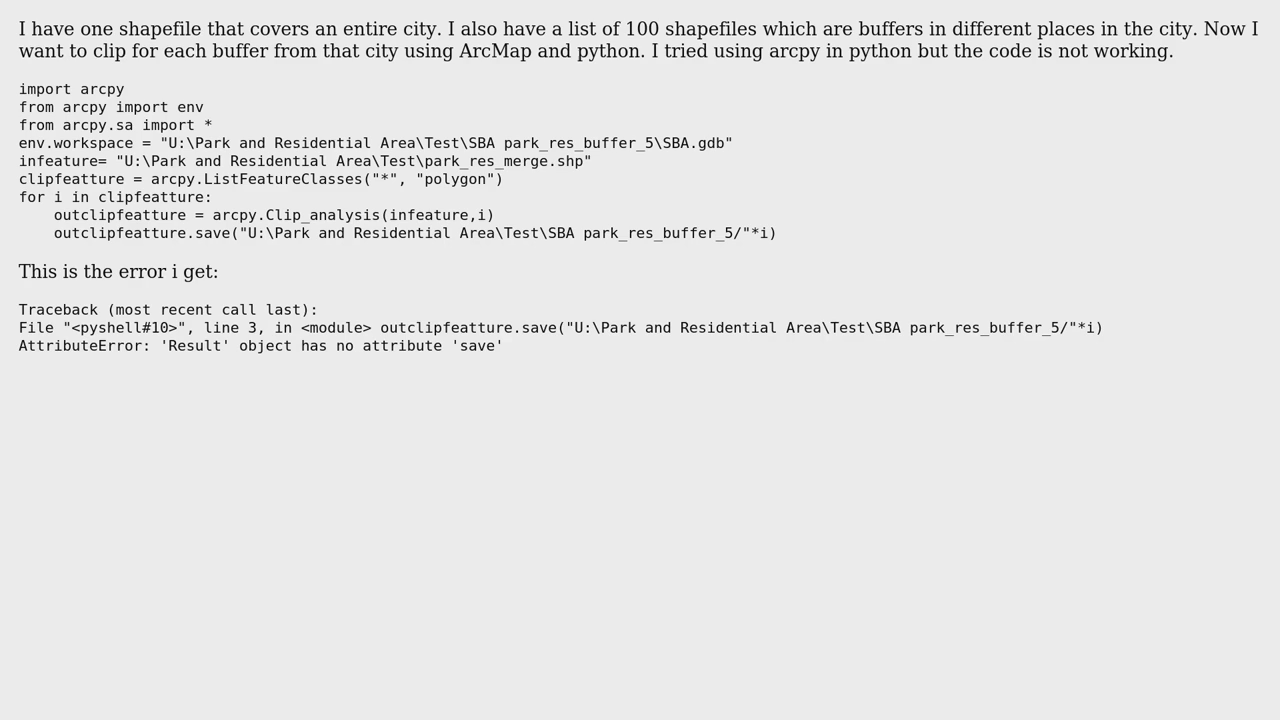 I have one shapefile that covers an entire city. I also have a list of 100 shapefiles which are buffers in different places in the city. Now I
want to clip for each buffer from that city using ArcMap and python. I tried using arcpy in python but the code is not working.
import arcpy
from arcpy import env
from arcpy.sa import *
env.workspace = "U:\Park and Residential Area\Test\SBA park_res_buffer_5\SBA.gdb"
infeature= "U:\Park and Residential Area\Test\park_res_merge.shp"
clipfeatture = arcpy.ListFeatureClasses("*", "polygon")
for i in clipfeatture:
    outclipfeatture = arcpy.Clip_analysis(infeature,i)
    outclipfeatture.save("U:\Park and Residential Area\Test\SBA park_res_buffer_5/"*i)
This is the error i get:
Traceback (most recent call last):
File "<pyshell#10>", line 3, in <module> outclipfeatture.save("U:\Park and Residential Area\Test\SBA park_res_buffer_5/"*i)
AttributeError: 'Result' object has no attribute 'save'